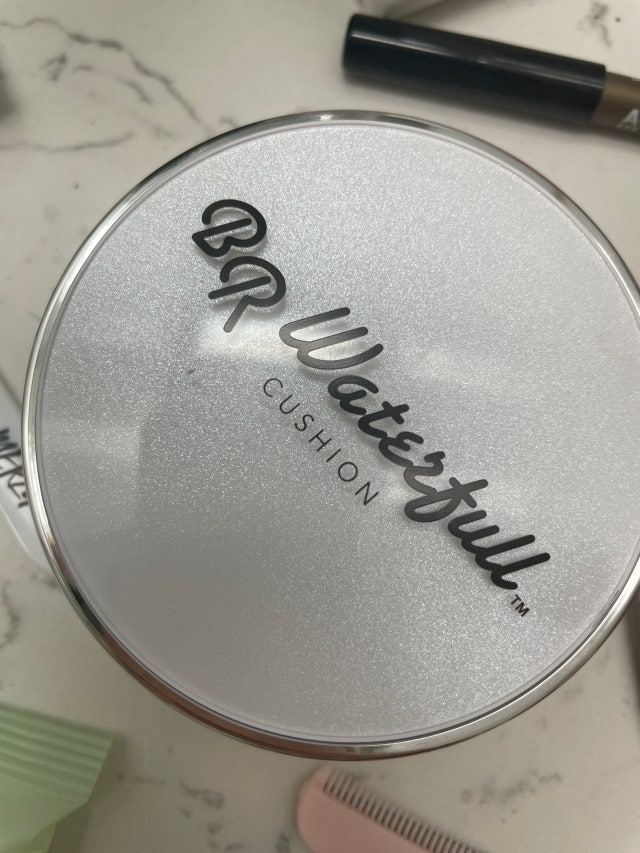 BR Waterfull
CUSHION
TM
A